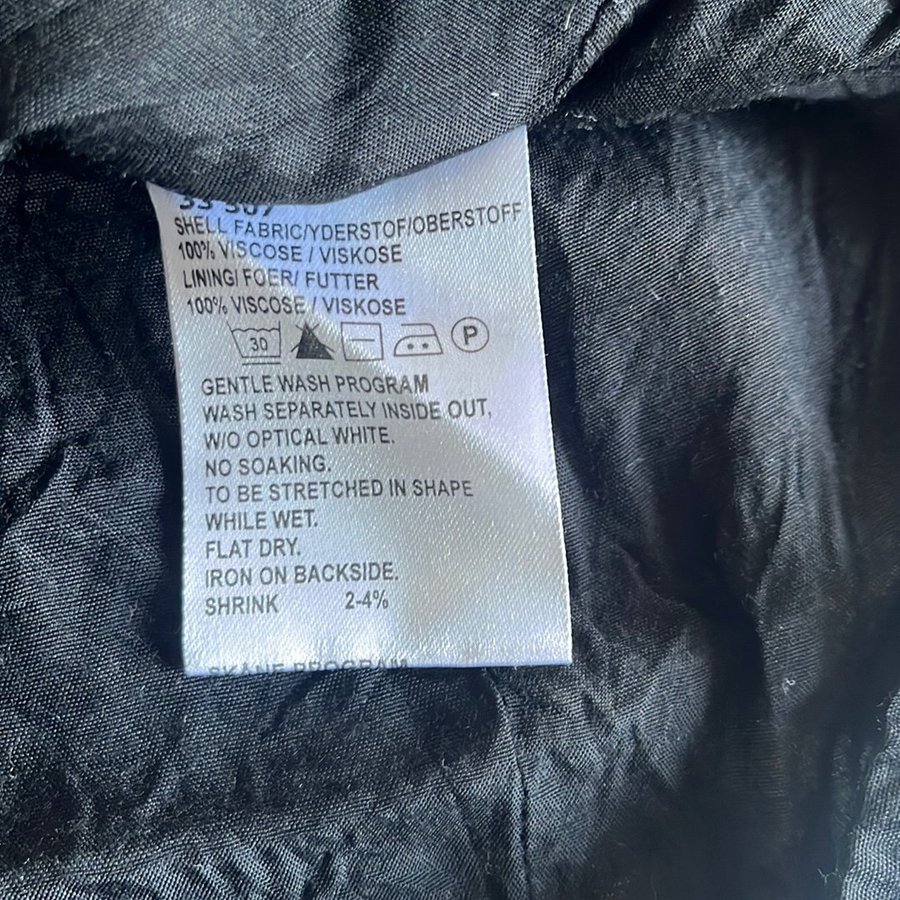 SHELL FABRIC/YDERSTOF/OBERSTOFF
100% VISCOSE / VISKOSE
LINING/ FOER/ FUTTER
100% VISCOSE / VISKOSE
30 P
GENTLE WASH PROGRAM
WASH SEPARATELY INSIDE OUT,
W/O OPTICAL WHITE.
NO SOAKING.
TO BE STRETCHED IN SHAPE
WHILE WET.
FLAT DRY.
IRON ON BACKSIDE.
SHRINK 2-4%
SKANE PROGRAM